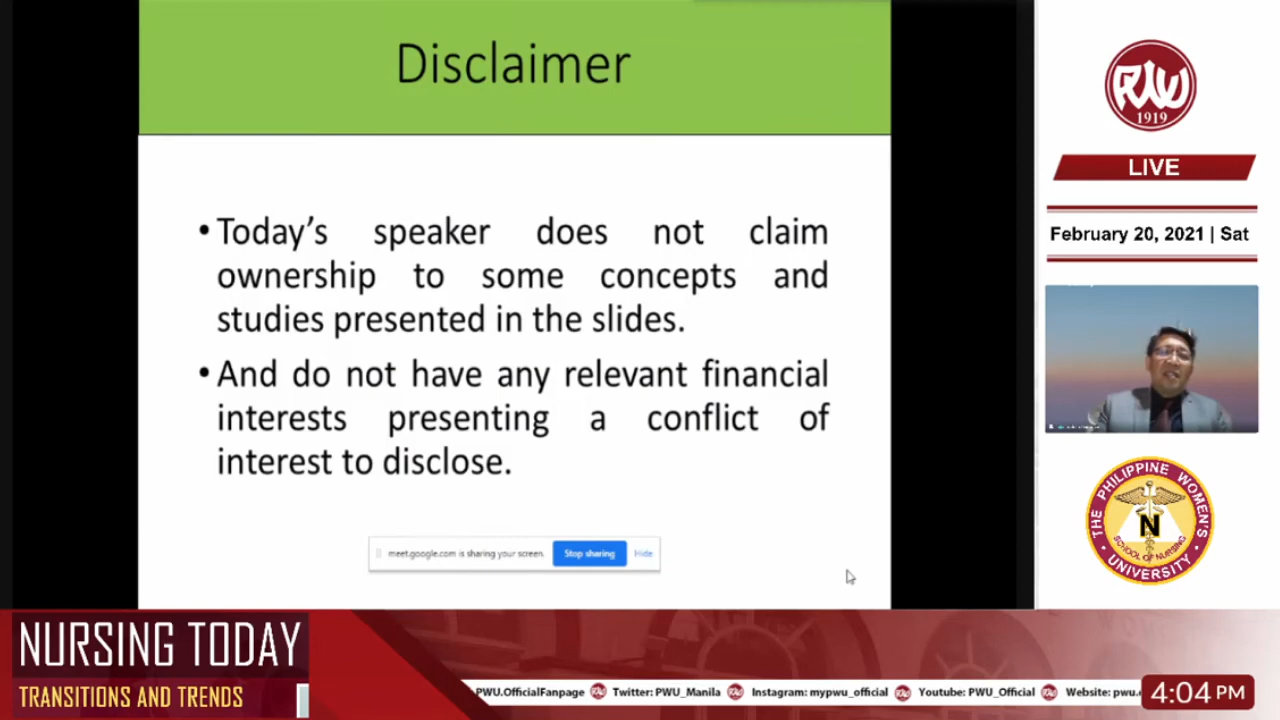 Disclaimer
•Today’s speaker does not claim
ownership to some concepts and
studies presented in the slides.
•And do not have any relevant financial
interests presenting a conflict of
interest to disclose.
meet.google.com is sharing your screen.
Stop sharing
Hide
PWU
1919
LIVE
February 20, 2021 | Sat
THE PHILIPPINE WOMEN'S
N
SCHOOL OF NURSING
UNIVERSITY
NURSING TODAY
TRANSITIONS AND TRENDS
PWU.OfficialFanpage
Twitter: PWU_Manila
Instagram: mypwu_official
Youtube: PWU_Official
Website: pwu.
4:04 PM